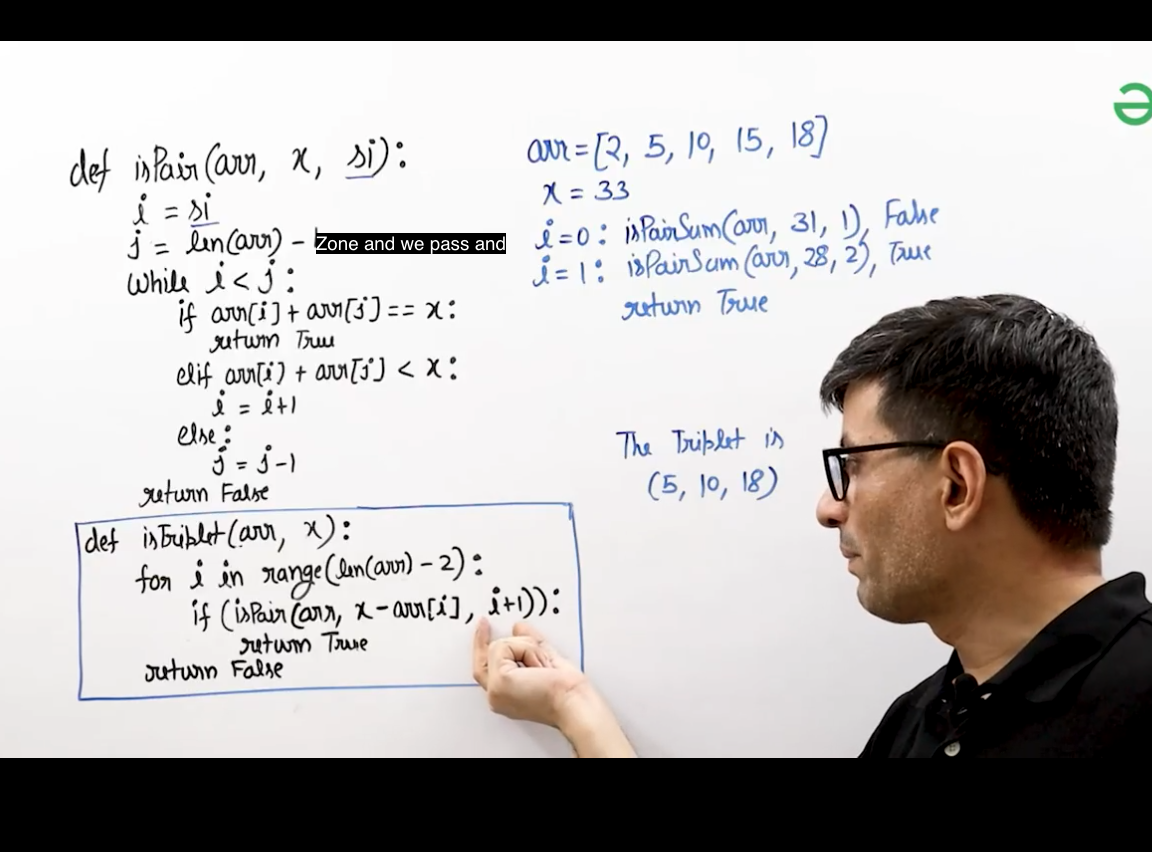 def isPair(arr, x, si):
i = si
j = len(arr) -
Zone and we pass and
while i < j:
if arr[i] + arr[j] == x:
return True
elif arr[i] + arr[j] < x:
i = i+1
else:
j = j-1
return False
def isTriplet(arr, x):
for i in range(len(arr) - 2):
if (isPair(arr, x - arr[i], i+1)):
return True
return False
arr = [2, 5, 10, 15, 18]
x = 33
i=0: isPairSum(arr, 31, 1), False
i=1: isPairSum(arr, 28, 2), True
return True
The Triplet is
(5, 10, 18)